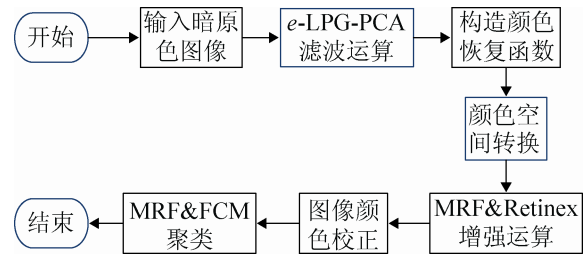 开始
输入暗原
色图像
e-LPG-PCA
滤波运算
构造颜色
恢复函数
颜色空
间转换
MRF&Retinex
增强运算
图像颜
色校正
MRF&FCM
聚类
结束